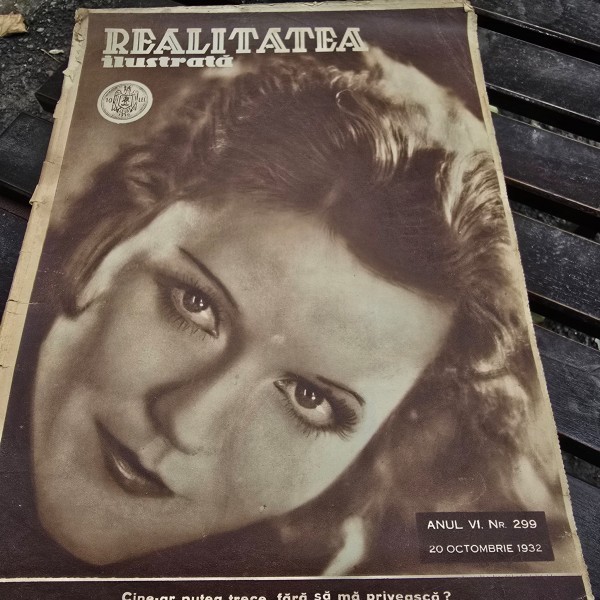 REALITATEA
ilustrată
ANUL VI. NR. 299
20 OCTOMBRIE 1932
Cine-ar putea trece, fără să mă privească?